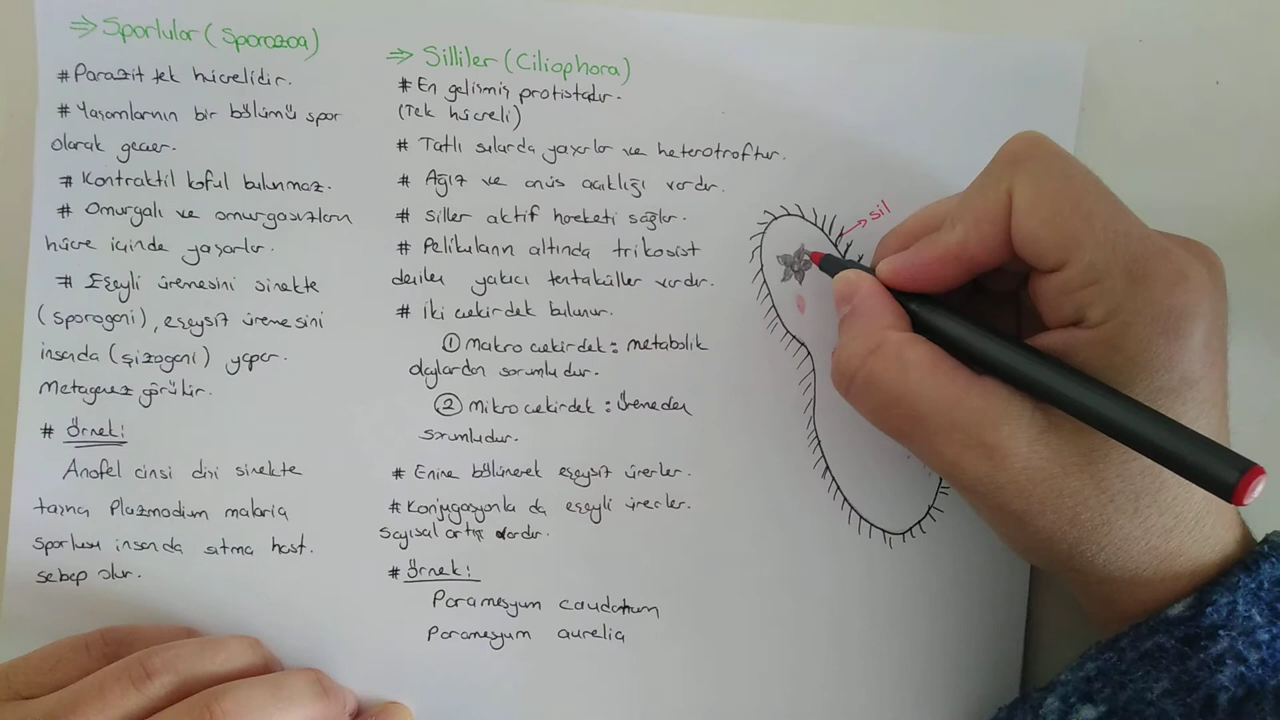 ⇒ Sporlular (Sporozoa)
# Parazit tek hücrelidir.
# Yaşamlarının bir bölümü spor
olarak geçer.
# Kontraktil koful bulunmaz.
# Omurgalı ve omurgasızların
hücre içinde yaşarlar.
# Eşeyli üremesini sinekte
(sporogoni), eşeysiz üremesini
insanda (şizogoni) yapar.
Metagenez görülür.
# Örnek:
Anofel cinsi dişi sinekte
taşınan Plazmodium malaria
sporlusu insanda sıtma hast.
sebep olur.
⇒ Silliler (Ciliophora)
# En gelişmiş protistadır.
(Tek hücreli)
# Tatlı sularda yaşarlar ve heterotroftur.
# Ağız ve anüs açıklığı vardır.
# Siller aktif hareketi sağlar.
# Pelikulanın altında trikosist
denilen yakıcı tentaküller vardır.
# İki çekirdek bulunur.
① Makro çekirdek: metabolik
olaylardan sorumludur.
② Mikro çekirdek: Üremeden
sorumludur.
# Enine bölünerek eşeysiz ürerler.
# Konjugasyonla da eşeyli ürerler.
Sayısal artış vardır.
# Örnek:
Paramesyum caudatum
Paramesyum aurelia
sil